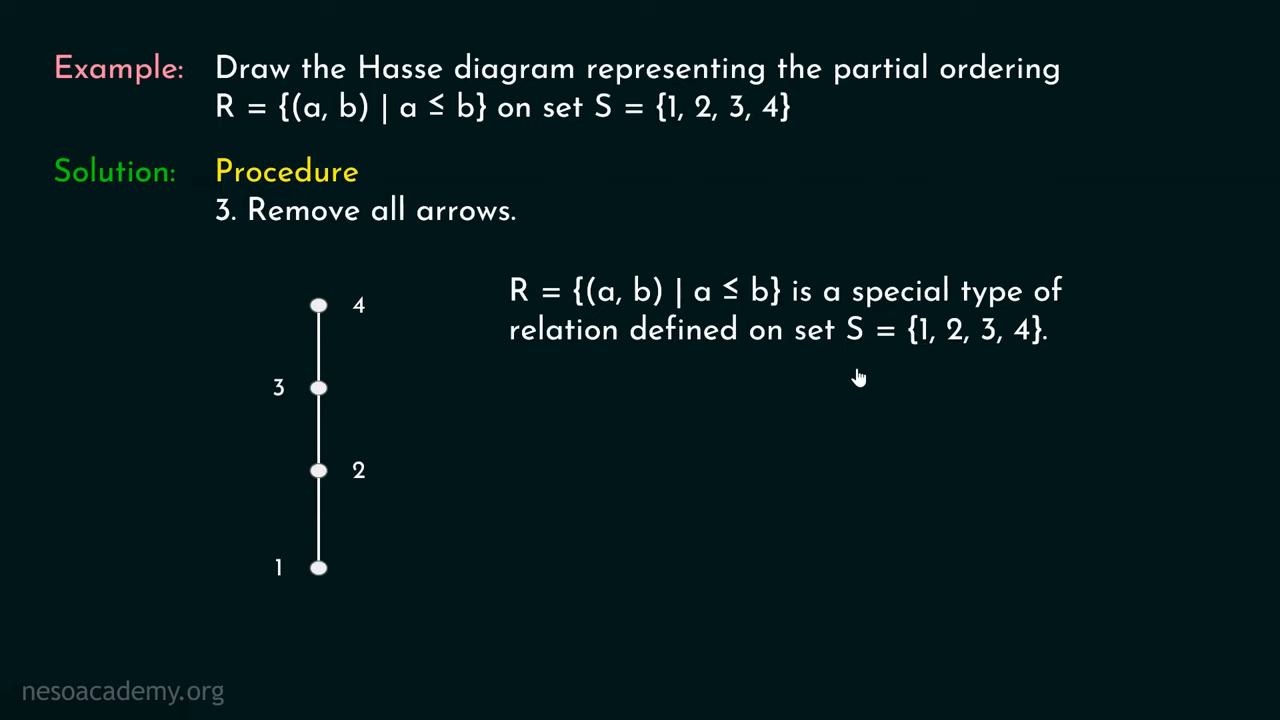 Example: Draw the Hasse diagram representing the partial ordering
R = {(a, b) | a ≤ b} on set S = {1, 2, 3, 4}
Solution: Procedure
3. Remove all arrows.
R = {(a, b) | a ≤ b} is a special type of
relation defined on set S = {1, 2, 3, 4}.
4
3
2
1
nesoacademy.org